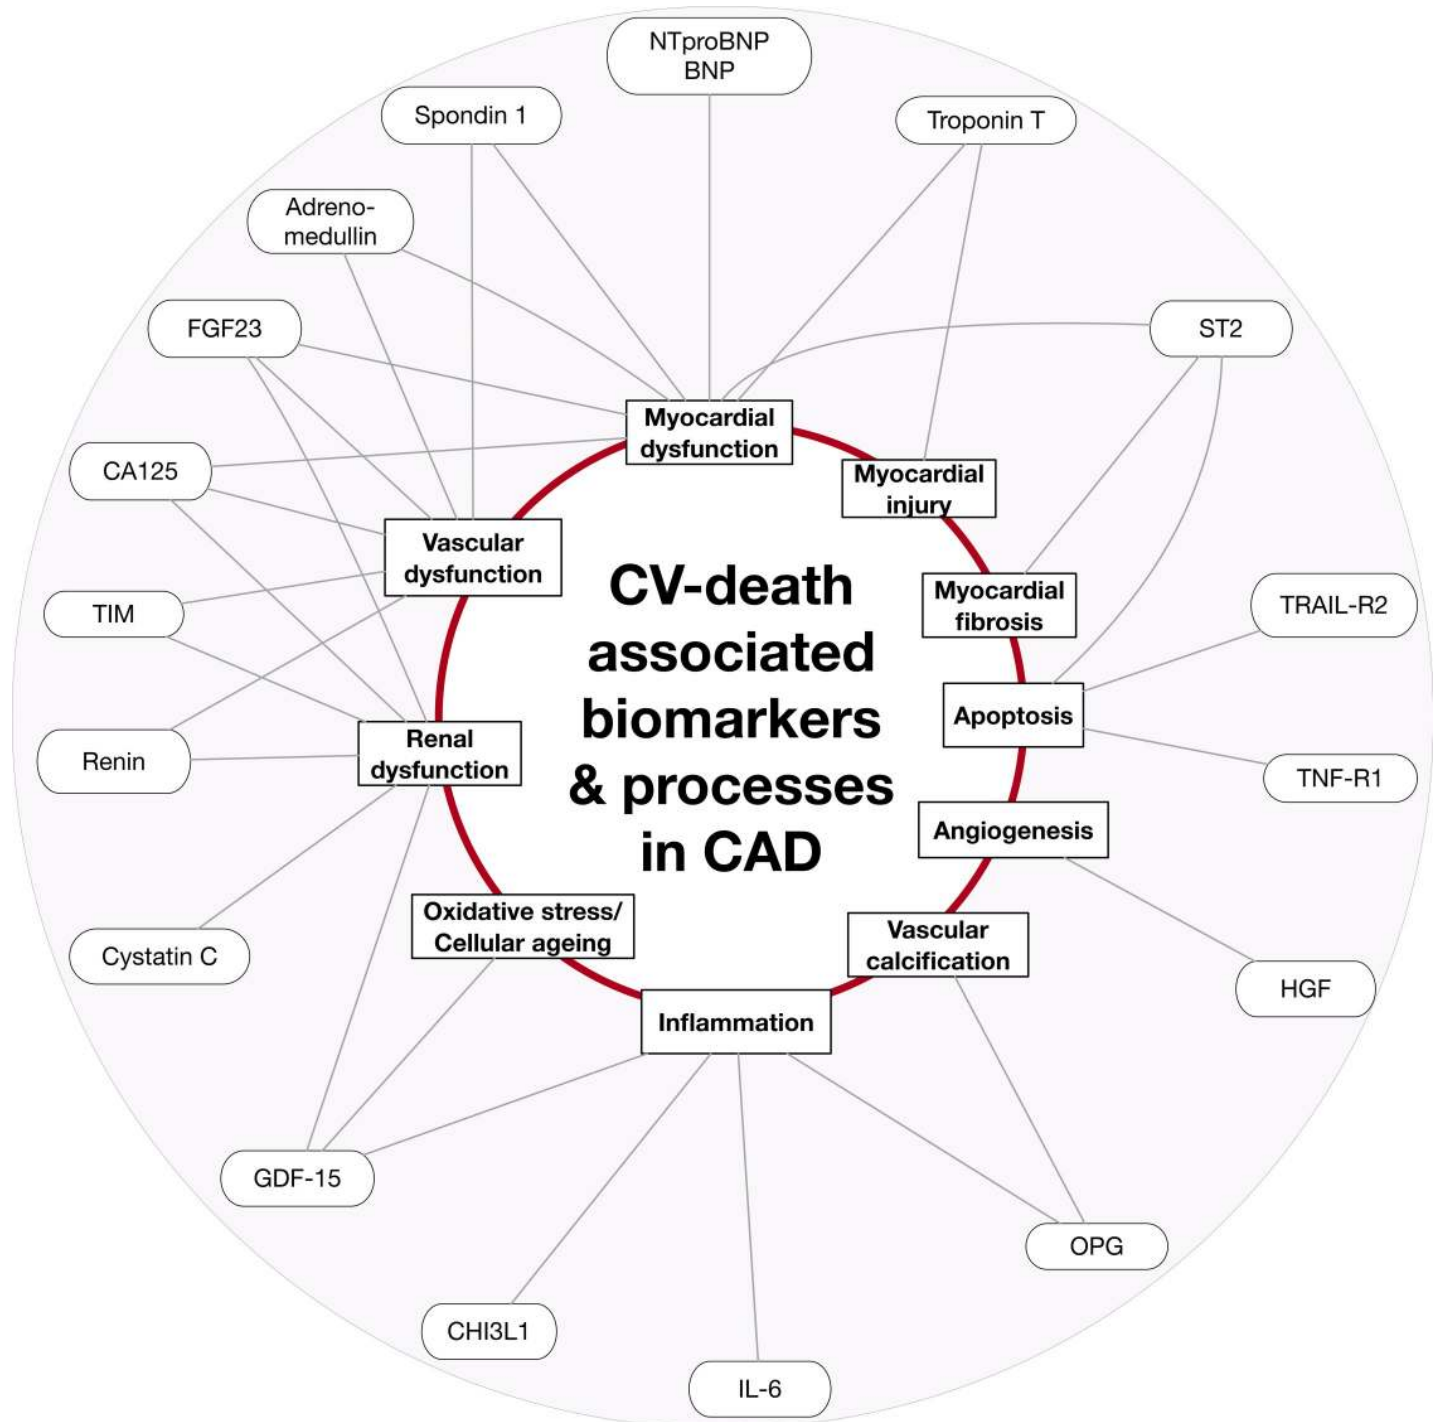 NTproBNP
BNP
Spondin 1
Troponin T
Adreno-
medullin
FGF23
ST2
Myocardial
dysfunction
CA125
Myocardial
injury
Vascular
dysfunction
CV-death
associated
biomarkers
& processes
in CAD
Myocardial
fibrosis
TRAIL-R2
TIM
Apoptosis
Renin
Renal
dysfunction
TNF-R1
Angiogenesis
Oxidative stress/
Cellular ageing
Vascular
calcification
Cystatin C
HGF
Inflammation
GDF-15
OPG
CHI3L1
IL-6